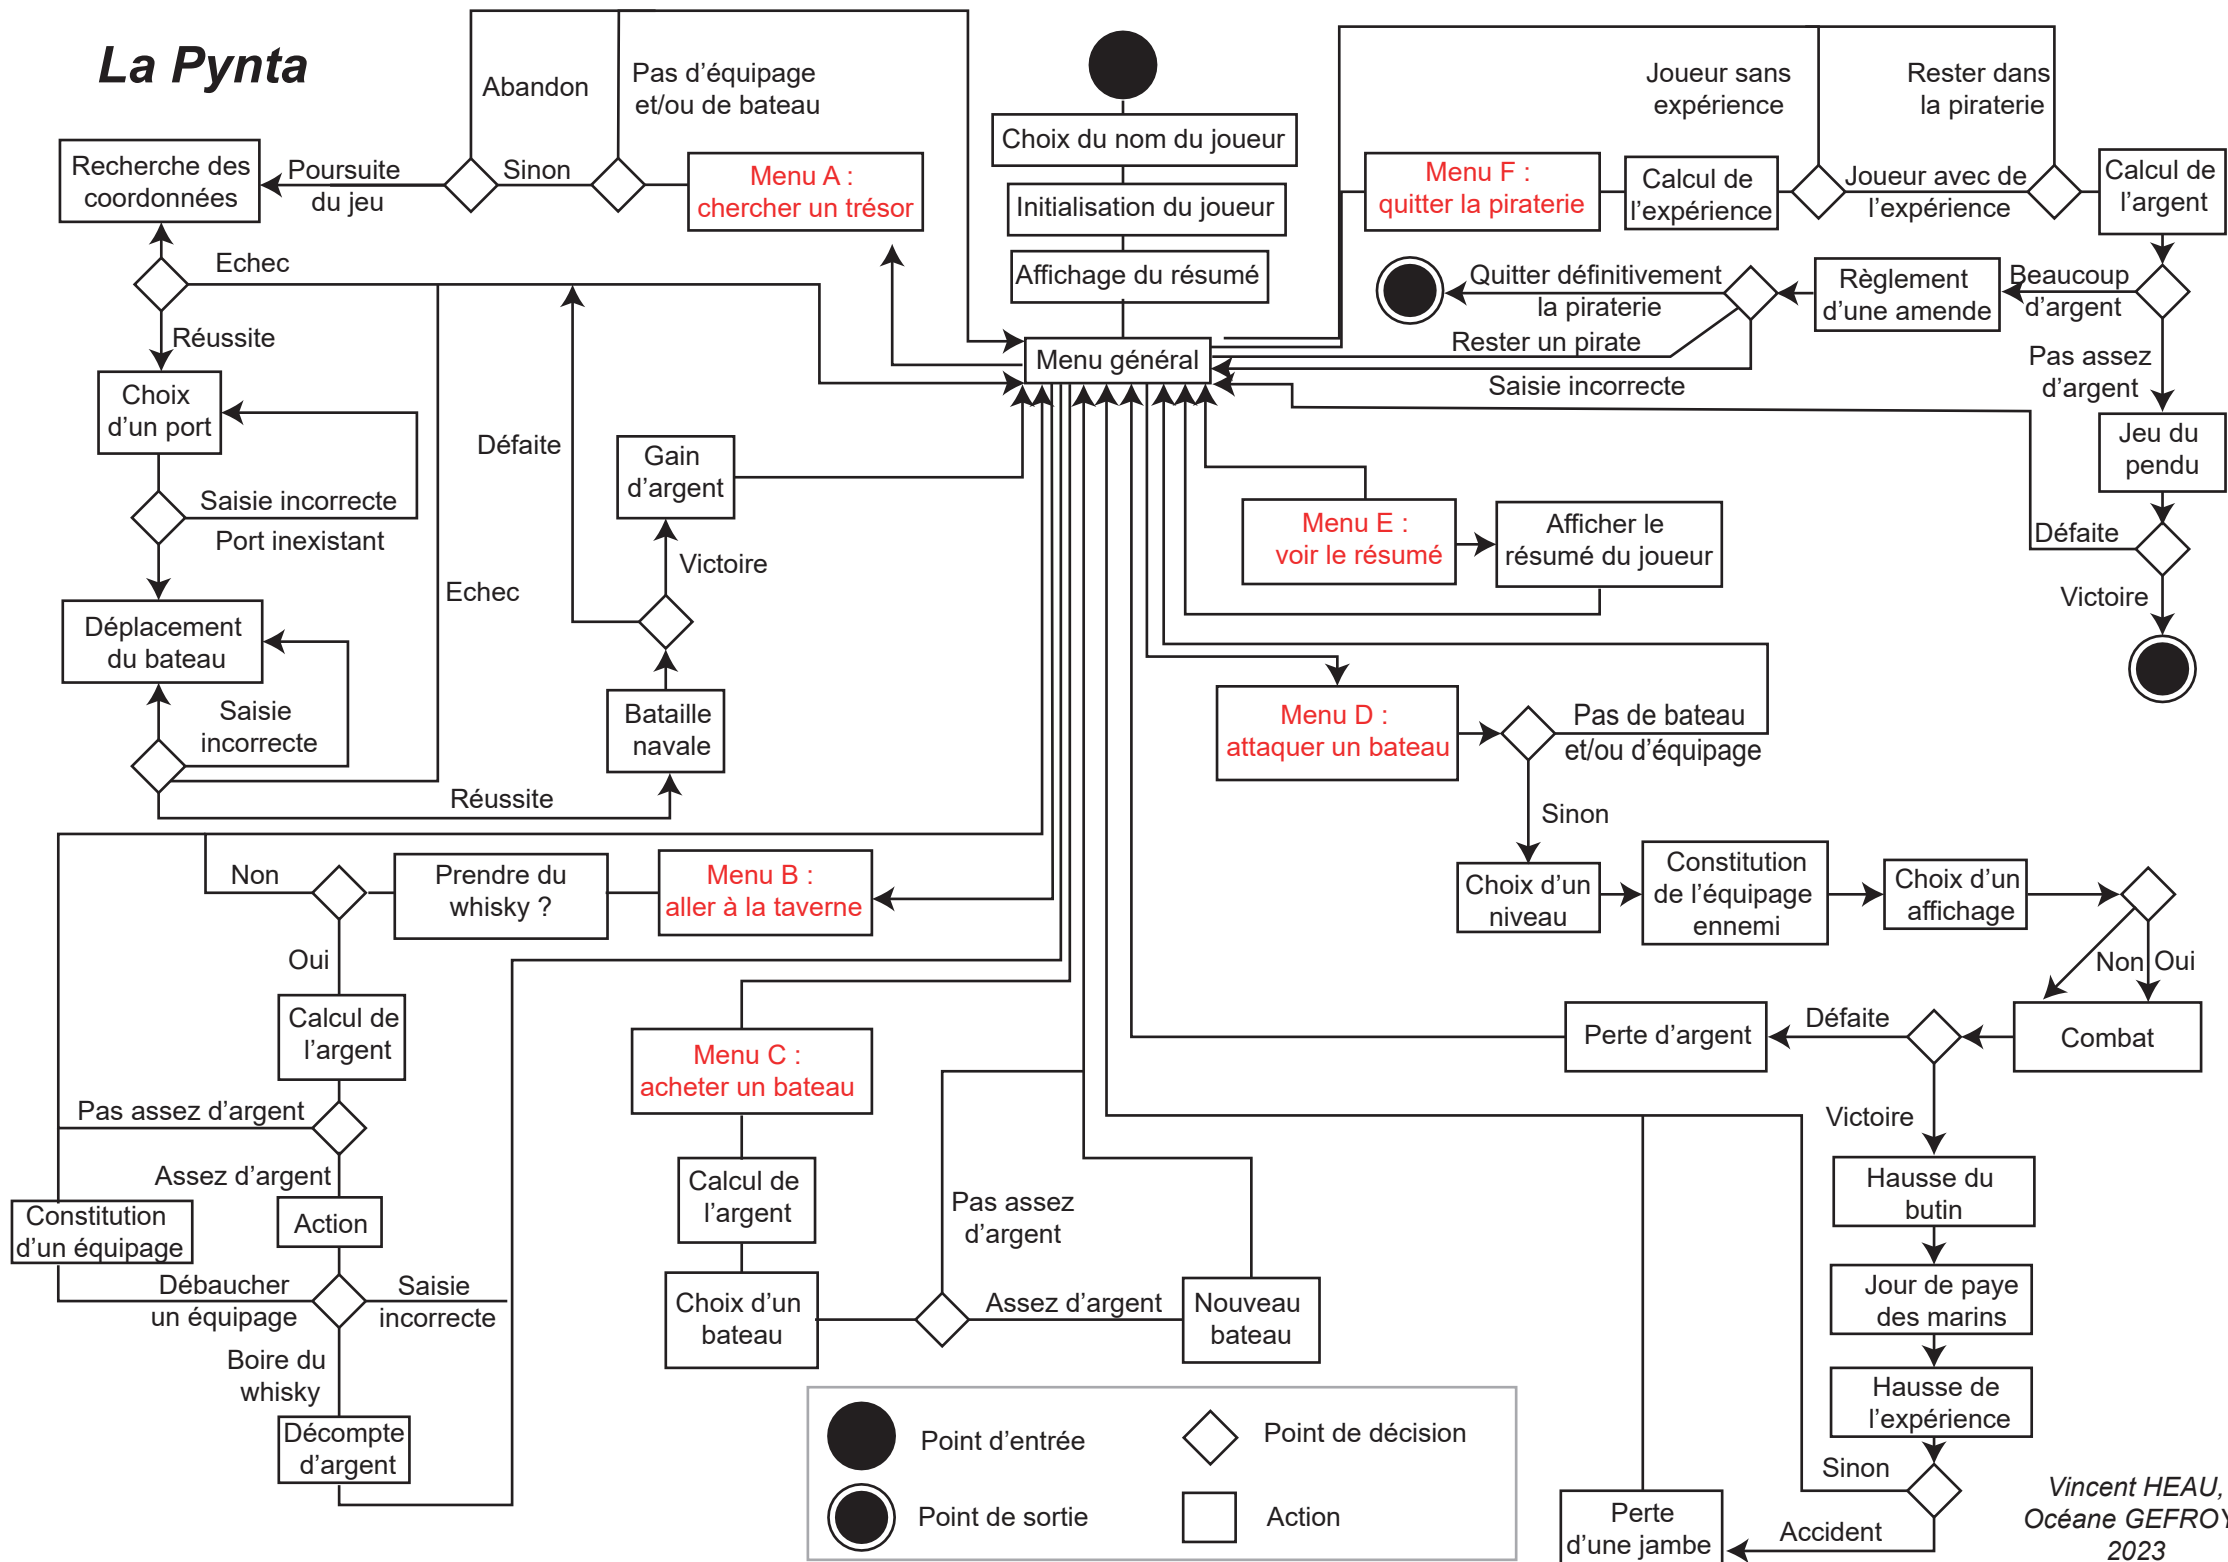 La Pynta
Abandon
Pas d'équipage
et/ou de bateau
Recherche des
coordonnées
Poursuite
du jeu
Sinon
Menu A :
chercher un trésor
Echec
Réussite
Choix
d'un port
Saisie incorrecte
Port inexistant
Déplacement
du bateau
Saisie
incorrecte
Echec
Réussite
Défaite
Gain
d'argent
Victoire
Bataille
navale
Choix du nom du joueur
Initialisation du joueur
Affichage du résumé
Menu général
Joueur sans
expérience
Rester dans
la piraterie
Menu F :
quitter la piraterie
Calcul de
l'expérience
Joueur avec de
l'expérience
Calcul de
l'argent
Quitter définitivement
la piraterie
Règlement
d'une amende
Beaucoup
d'argent
Rester un pirate
Saisie incorrecte
Pas assez
d'argent
Jeu du
pendu
Défaite
Victoire
Menu E :
voir le résumé
Afficher le
résumé du joueur
Menu D :
attaquer un bateau
Pas de bateau
et/ou d'équipage
Sinon
Choix d'un
niveau
Constitution
de l'équipage
ennemi
Choix d'un
affichage
Non
Oui
Combat
Défaite
Perte d'argent
Victoire
Hausse du
butin
Jour de paye
des marins
Hausse de
l'expérience
Sinon
Accident
Perte
d'une jambe
Non
Prendre du
whisky ?
Menu B :
aller à la taverne
Oui
Calcul de
l'argent
Pas assez d'argent
Assez d'argent
Constitution
d'un équipage
Action
Débaucher
un équipage
Saisie
incorrecte
Boire du
whisky
Décompte
d'argent
Menu C :
acheter un bateau
Calcul de
l'argent
Choix d'un
bateau
Pas assez
d'argent
Assez d'argent
Nouveau
bateau
Point d'entrée
Point de décision
Point de sortie
Action
Vincent HEAU,
Océane GEFROY
2023